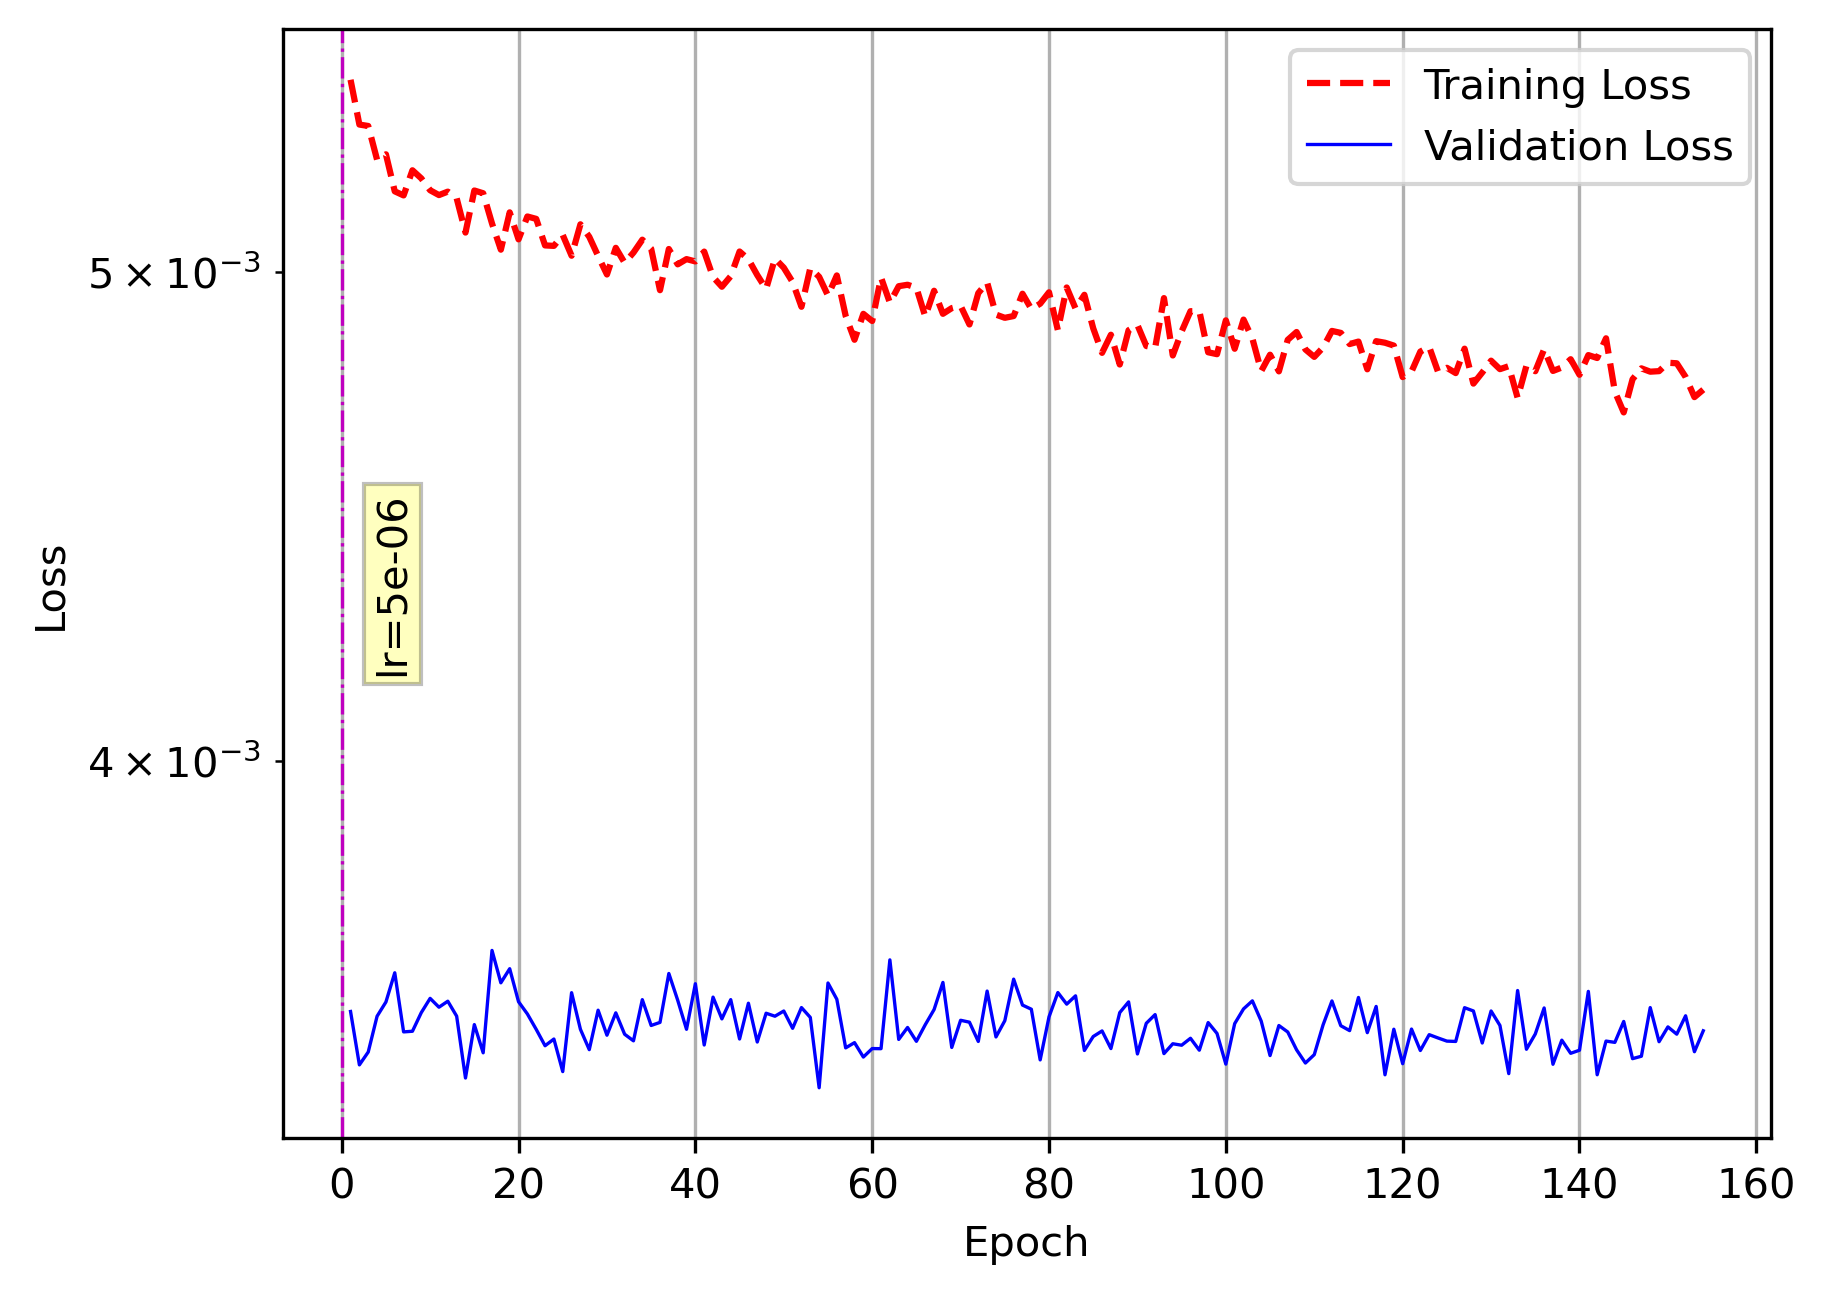 Training Loss
Validation Loss
5 × 10⁻³
4 × 10⁻³
Loss
lr=5e-06
0 20 40 60 80 100 120 140 160
Epoch